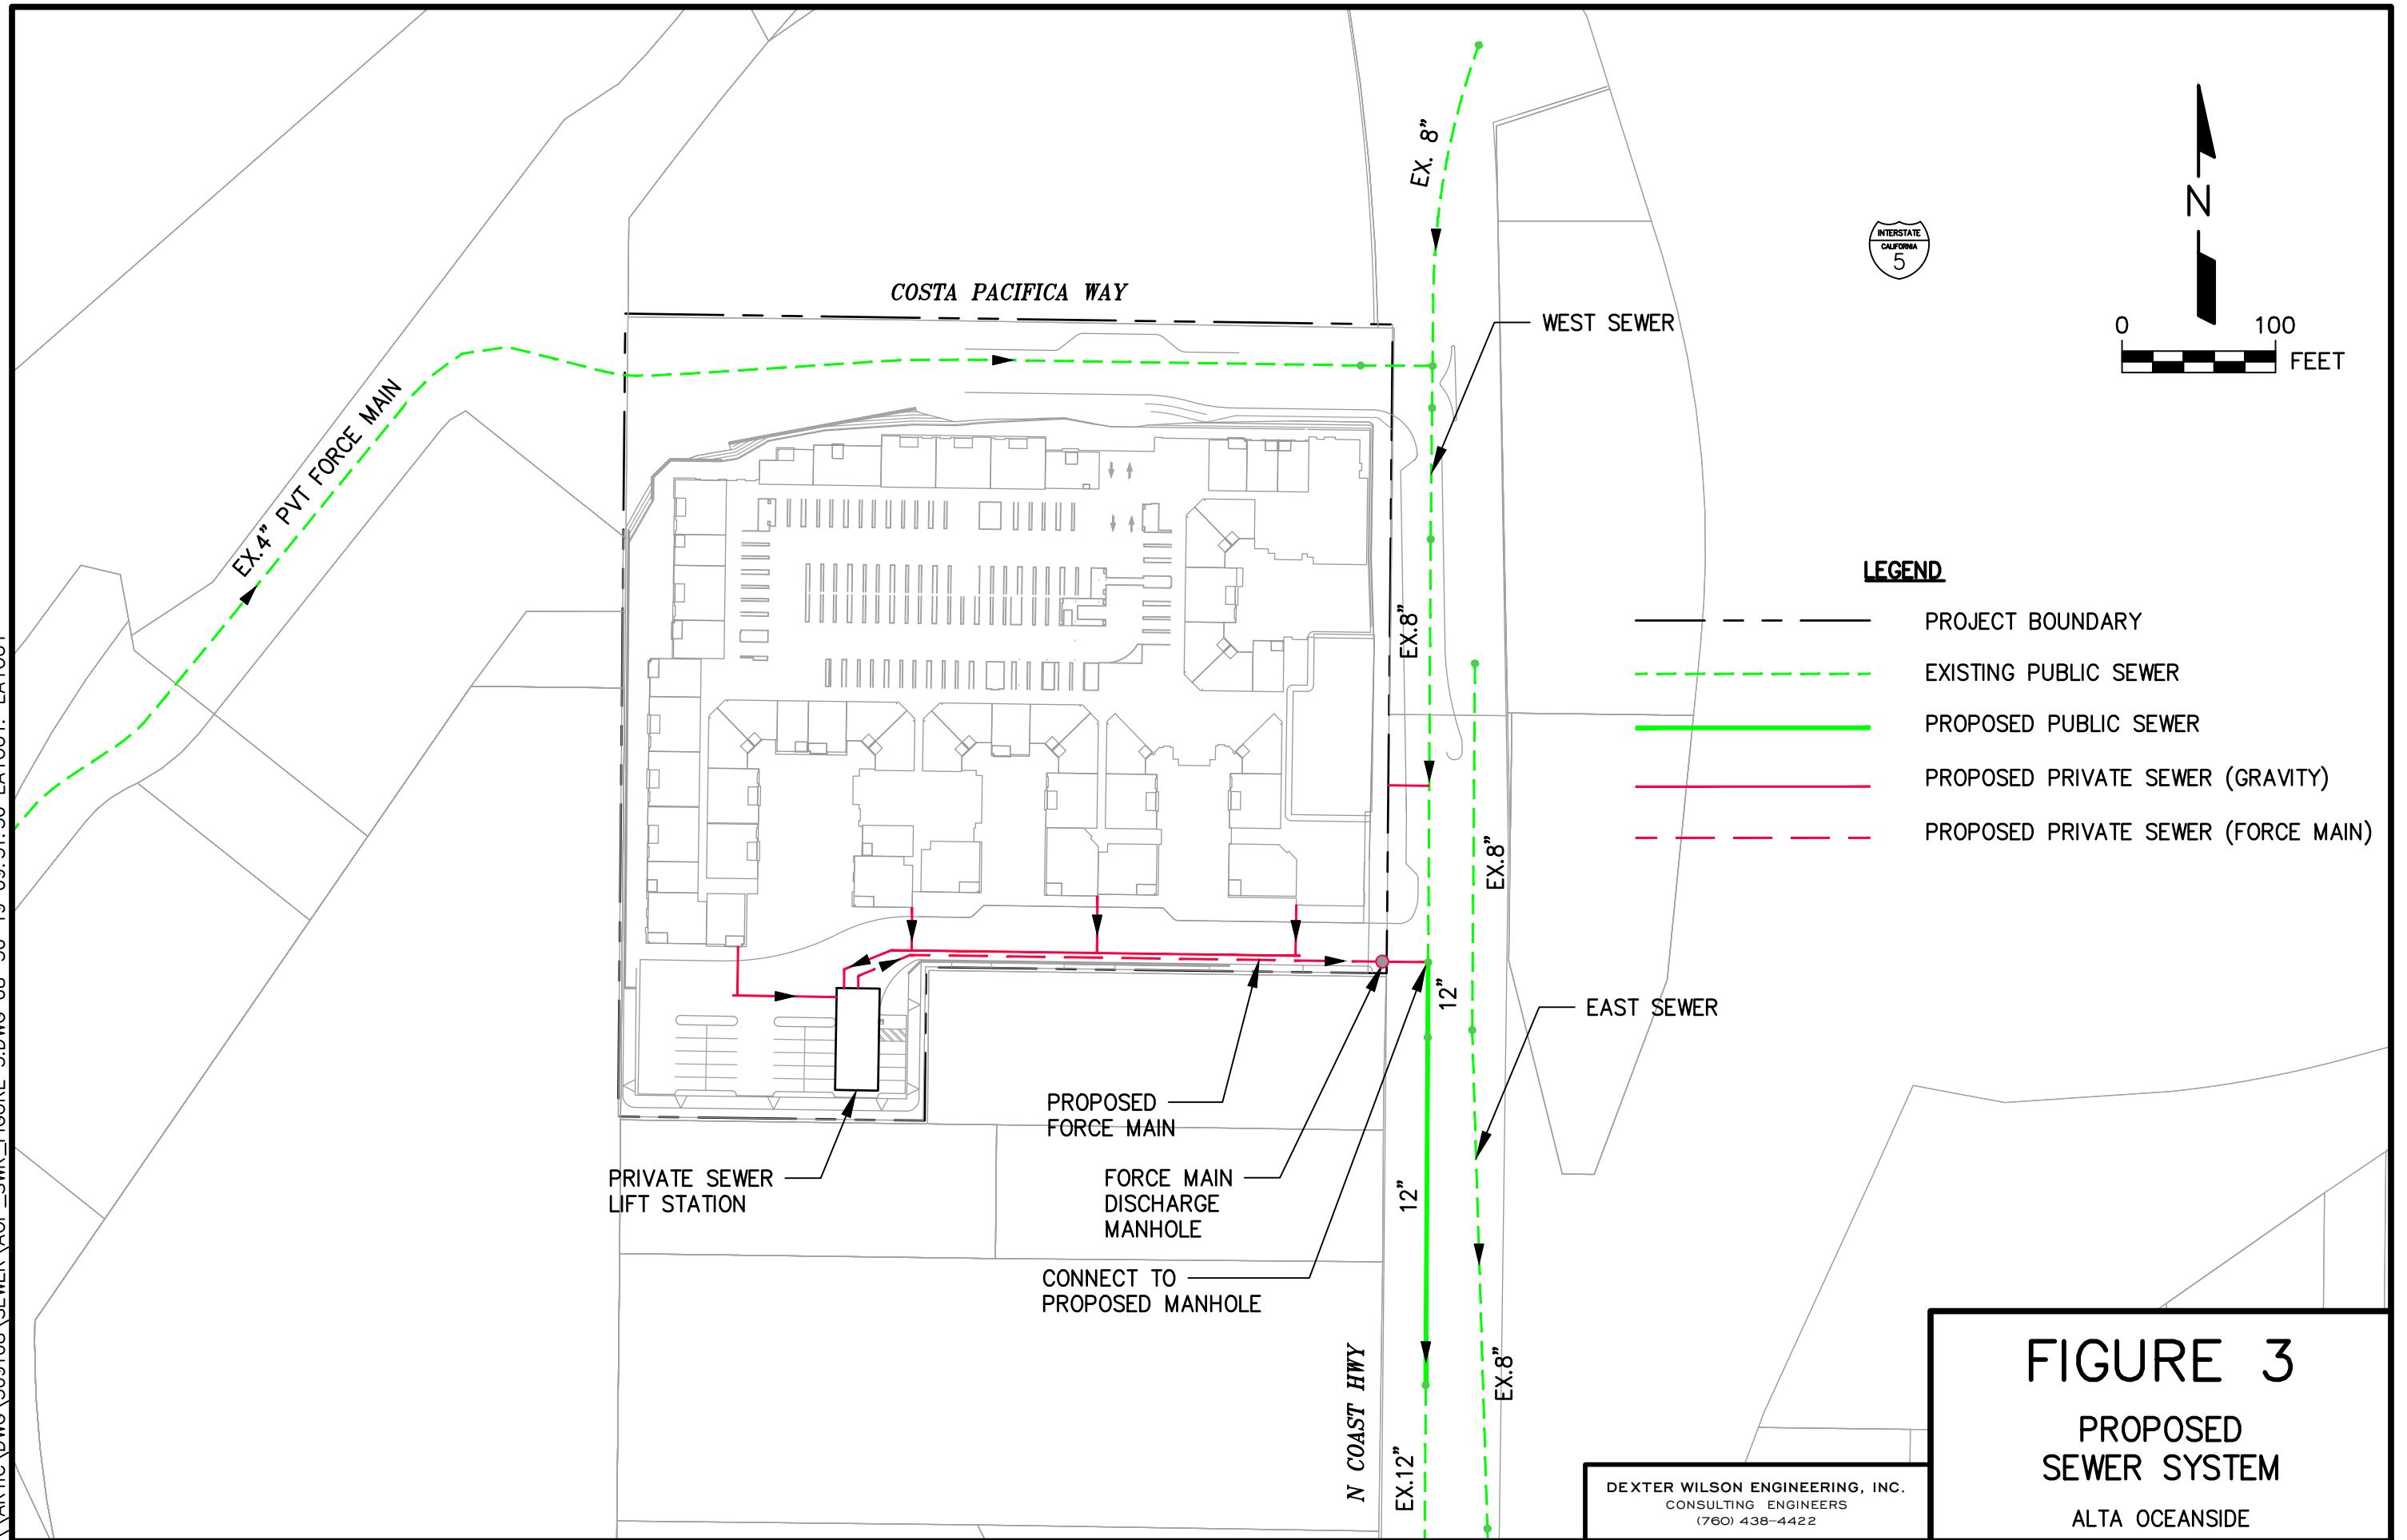 COSTA PACIFICA WAY
EX. 8"
WEST SEWER
INTERSTATE
CALIFORNIA
5
N
0 100
FEET
EX.4" PVT FORCE MAIN
LEGEND
PROJECT BOUNDARY
EXISTING PUBLIC SEWER
PROPOSED PUBLIC SEWER
PROPOSED PRIVATE SEWER (GRAVITY)
PROPOSED PRIVATE SEWER (FORCE MAIN)
EX.8"
EX.8"
12"
EAST SEWER
PROPOSED
FORCE MAIN
PRIVATE SEWER
LIFT STATION
FORCE MAIN
DISCHARGE
MANHOLE
12"
CONNECT TO
PROPOSED MANHOLE
N COAST HWY
EX.12"
EX.8"
DEXTER WILSON ENGINEERING, INC.
CONSULTING ENGINEERS
(760) 438-4422
FIGURE 3
PROPOSED
SEWER SYSTEM
ALTA OCEANSIDE